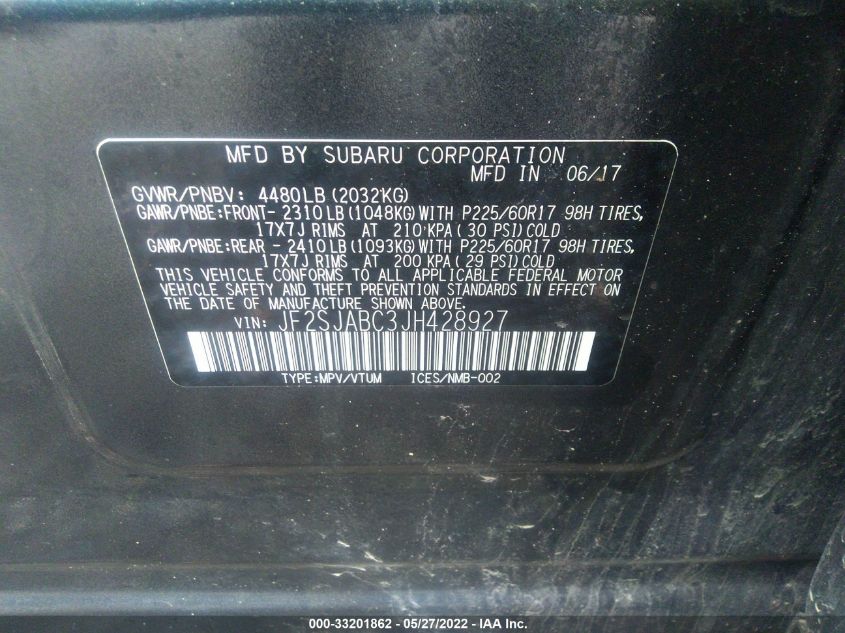 MFD BY SUBARU CORPORATION
MFD IN 06/17
GVWR/PNBV: 4480LB (2032KG)
GAWR/PNBE:FRONT- 2310LB (1048KG) WITH P225/60R17 98H TIRES,
17X7J RIMS AT 210KPA (30 PSI) COLD
GAWR/PNBE:REAR - 2410LB (1093KG) WITH P225/60R17 98H TIRES,
17X7J RIMS AT 200 KPA (29 PSI) COLD
THIS VEHICLE CONFORMS TO ALL APPLICABLE FEDERAL MOTOR
VEHICLE SAFETY AND THEFT PREVENTION STANDARDS IN EFFECT ON
THE DATE OF MANUFACTURE SHOWN ABOVE.
VIN: JF2SJABC3JH428927
TYPE:MPV/VTUM ICES/NMB-002
000-33201862 - 05/27/2022 - IAA Inc.